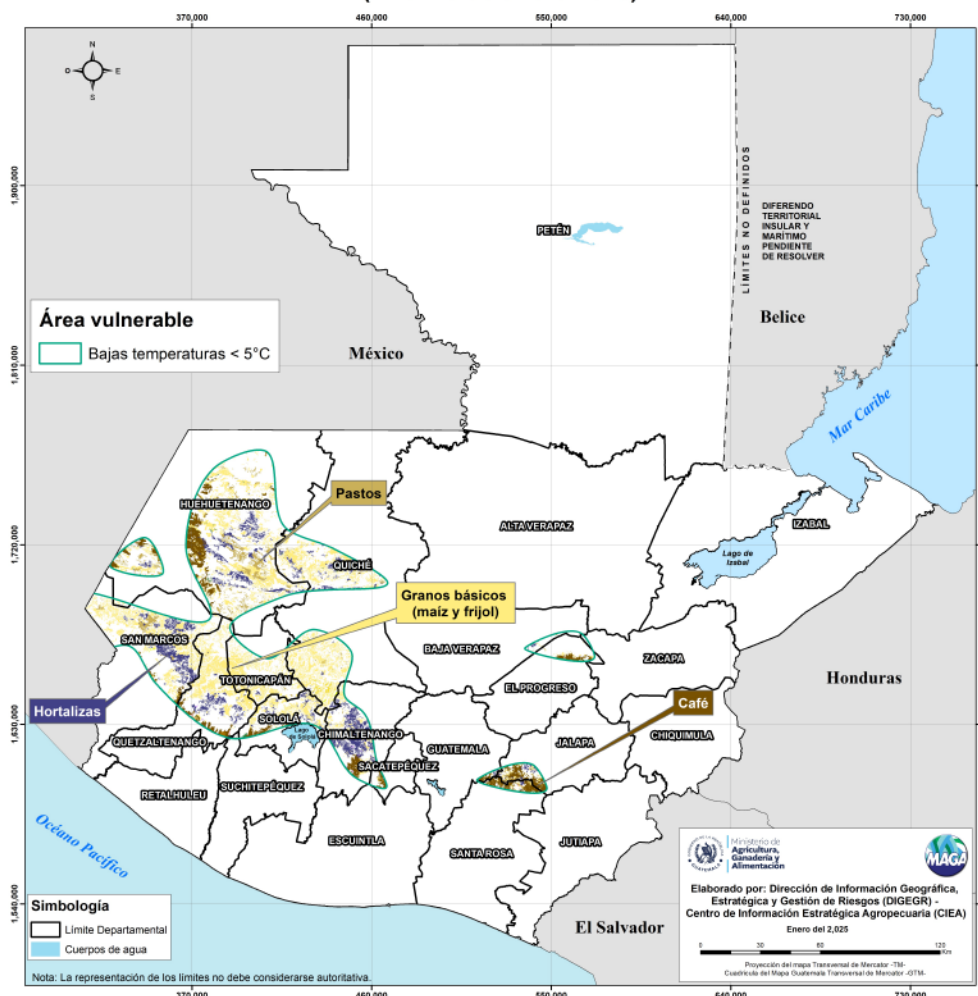 370,000
460,000
550,000
640,000
730,000
N
O
E
S
1,900,000
1,810,000
1,720,000
1,630,000
1,540,000
LÍMITES NO DEFINIDOS
DIFERENDO
TERRITORIAL
INSULAR Y
MARÍTIMO
PENDIENTE
DE RESOLVER
PETÉN
Belice
México
Mar Caribe
Área vulnerable
Bajas temperaturas < 5°C
Pastos
HUEHUETENANGO
ALTA VERAPAZ
IZABAL
Lago de
Izabal
QUICHÉ
Granos básicos
(maíz y frijol)
SAN MARCOS
BAJA VERAPAZ
ZACAPA
TOTONICAPÁN
EL PROGRESO
Honduras
Hortalizas
Café
SOLOLÁ
QUETZALTENANGO
CHIMALTENANGO
GUATEMALA
JALAPA
CHIQUIMULA
SACATEPÉQUEZ
RETALHULEU
SUCHITEPÉQUEZ
ESCUINTLA
SANTA ROSA
JUTIAPA
Océano Pacífico
El Salvador
Simbología
Límite Departamental
Cuerpos de agua
Nota: La representación de los límites no debe considerarse autoritativa.
Ministerio de
Agricultura,
Ganadería y
Alimentación
MAGA
Elaborado por: Dirección de Información Geográfica,
Estratégica y Gestión de Riesgos (DIGEGR) -
Centro de Información Estratégica Agropecuaria (CIEA)
Enero del 2,025
0
30
60
120
Km
Proyección del mapa Transversal de Mercator -TM-
Cuadrícula del Mapa Guatemala Transversal de Mercator -GTM-
370,000
460,000
550,000
640,000
730,000